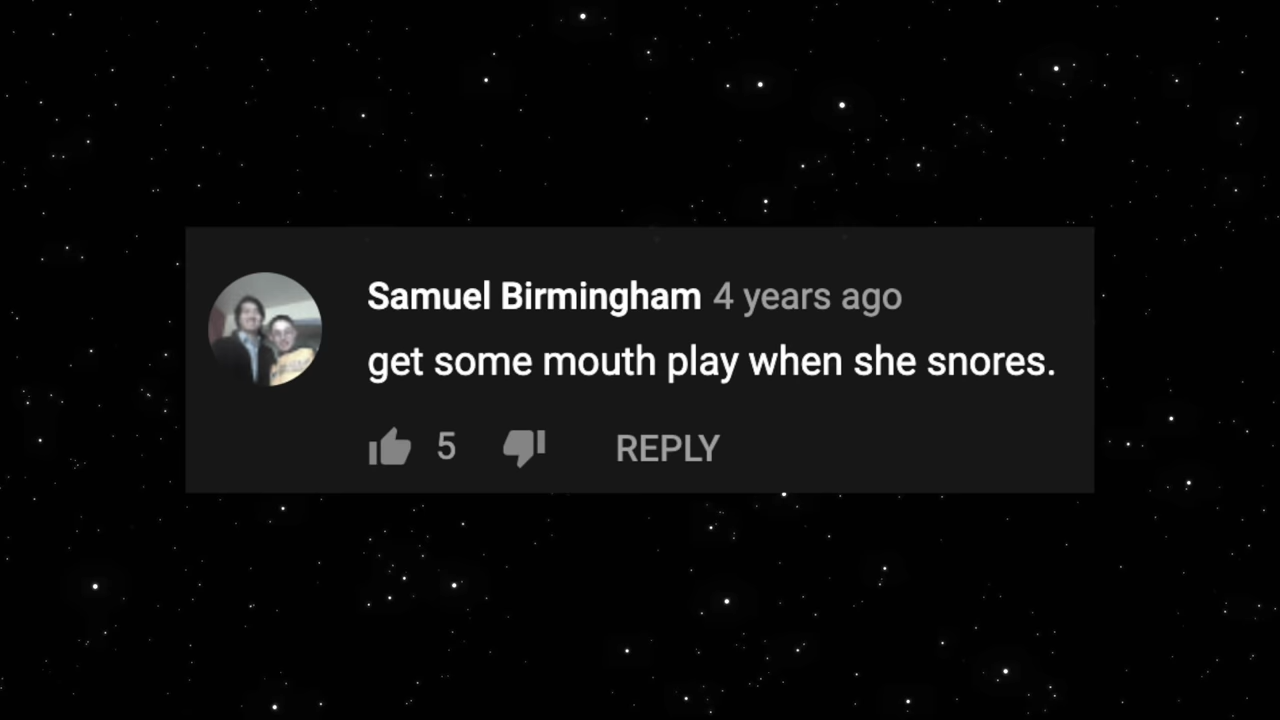 Samuel Birmingham 4 years ago
get some mouth play when she snores.
5 REPLY